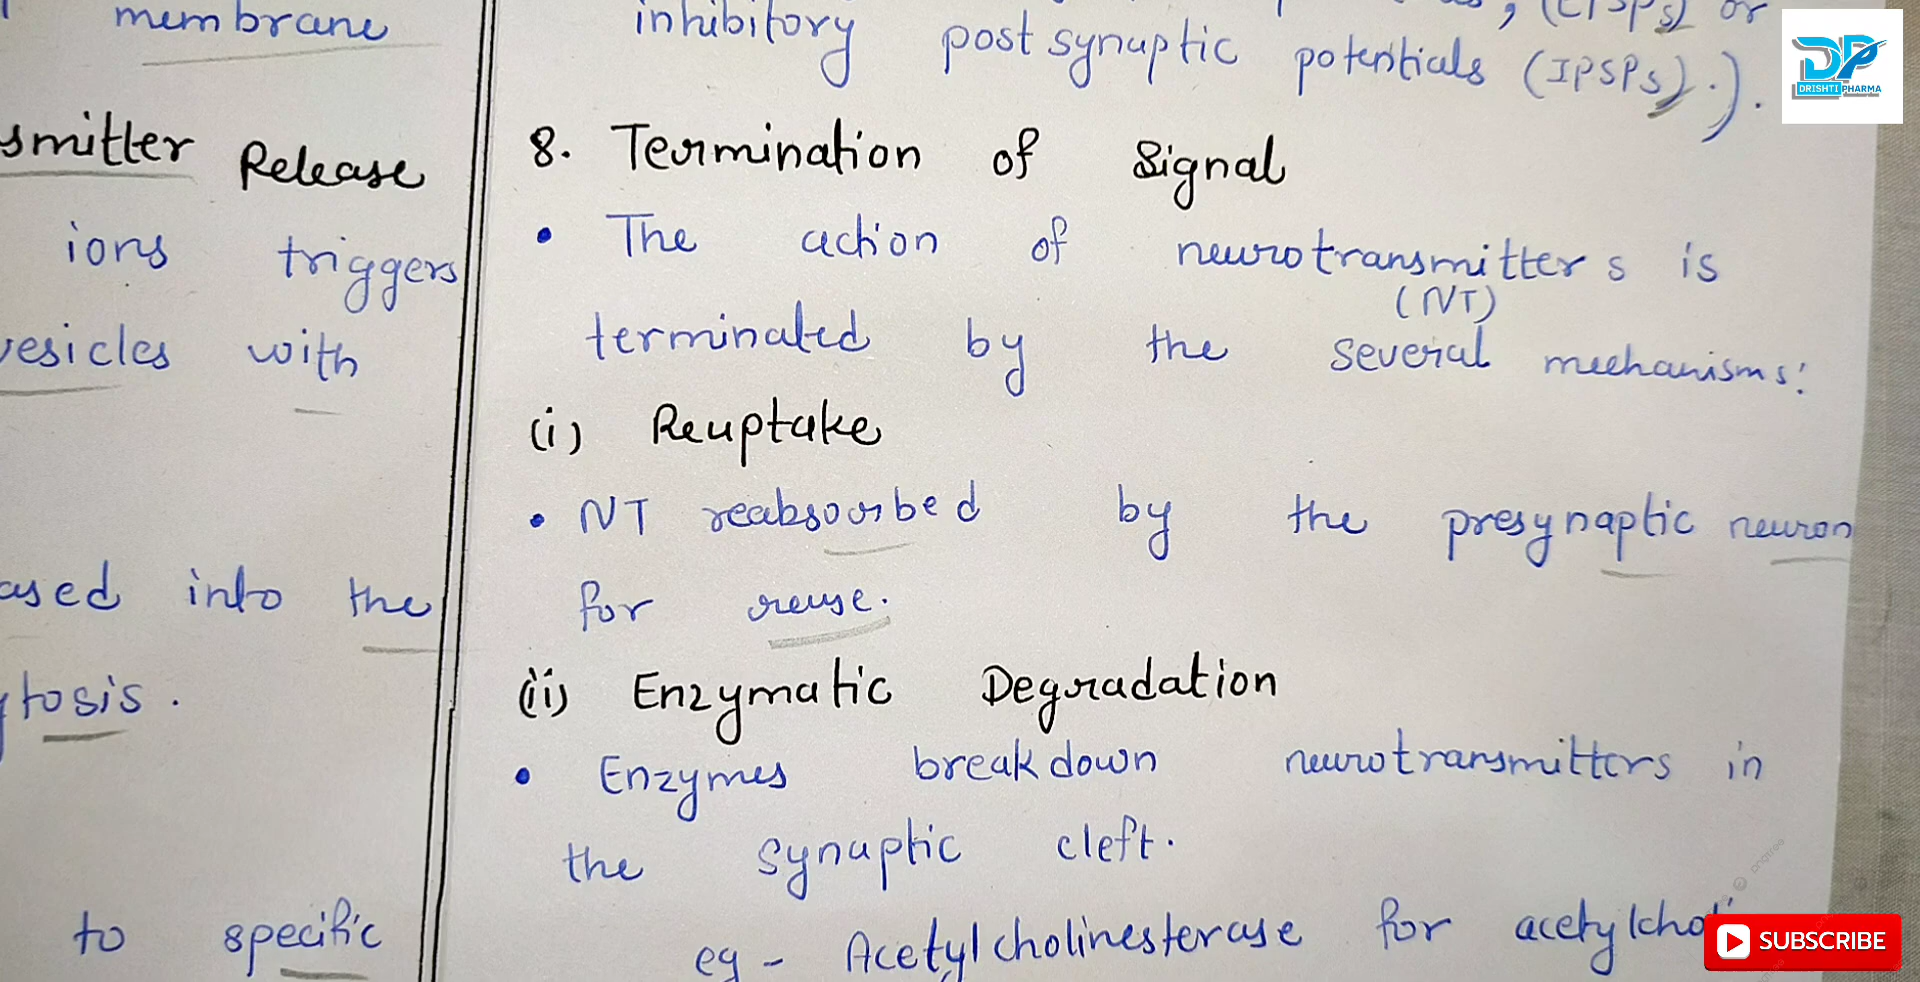 membrane
smitter Release
ions triggers
vesicles with
ased into the
ytosis.
to specific
inhibitory post synaptic potentials (IPSPs).).
8. Termination of Signal
• The action of neurotransmitters is
(NT)
terminated by the several mechanisms:
(i) Reuptake
• NT reabsorbed by the presynaptic neuron
for reuse.
(ii) Enzymatic Degradation
• Enzymes breakdown neurotransmitters in
the synaptic cleft.
eg - Acetylcholinesterase for acetylcho
DP
DRISHTI PHARMA
SUBSCRIBE